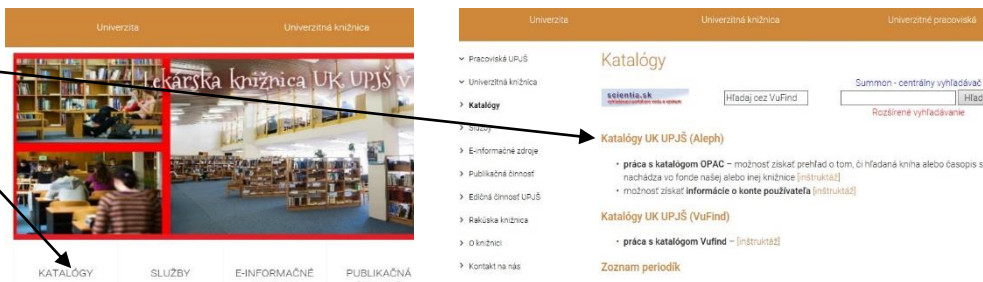 Univerzita
Univerzitná knižnica
Lekárska knižnica UK UPJŠ v
KATALÓGY
SLUŽBY
E-INFORMAČNÉ
PUBLIKAČNÁ
Univerzita
Univerzitná knižnica
Univerzitné pracoviská
Pracoviská UPJŠ
Univerzitná knižnica
Katalógy
Služby
E-informačné zdroje
Publikačná činnosť
Edičná činnosť UPJŠ
Rakúska knižnica
O knižnici
Kontakt na nás
Katalógy
scientia.sk
Hľadaj cez VuFind
Summon - centrálny vyhľadávač
Hľad
Rozšírené vyhľadávanie
Katalógy UK UPJŠ (Aleph)
• práca s katalógom OPAC – možnosť získať prehľad o tom, či hľadaná kniha alebo časopis s
nachádza vo fonde našej alebo inej knižnice [inštruktáž]
• možnosť získať informácie o konte používateľa [inštruktáž]
Katalógy UK UPJŠ (VuFind)
• práca s katalógom Vufind – [inštruktáž]
Zoznam periodík